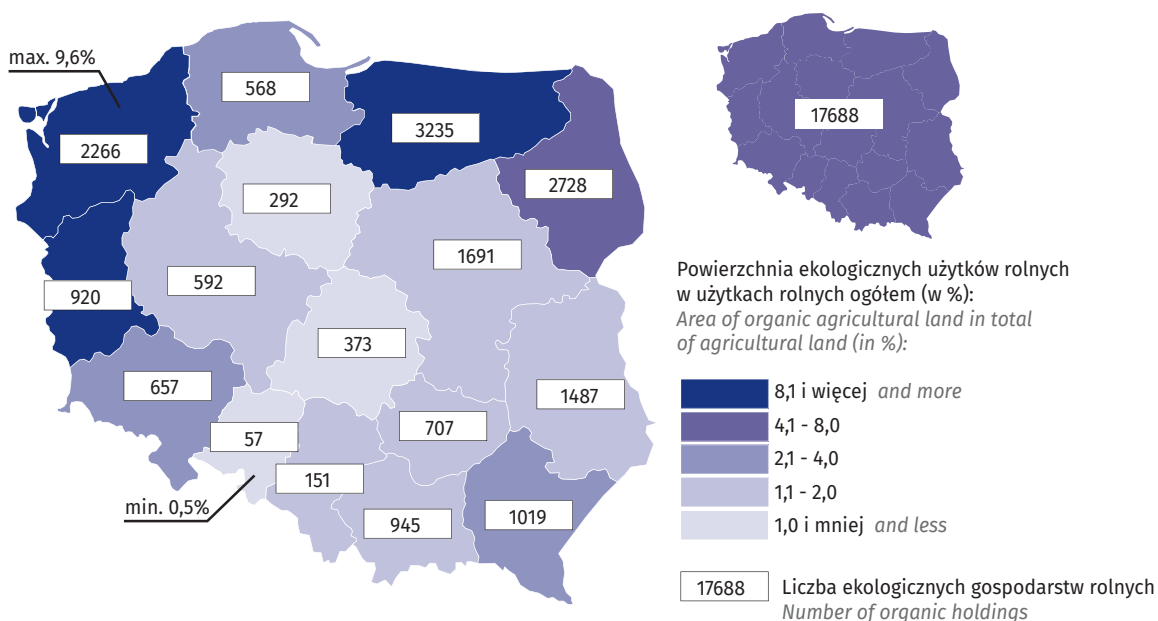 max. 9,6%
568
2266
3235
17688
292
2728
592
1691
920
373
657
1487
57
707
151
min. 0,5%
945
1019
Powierzchnia ekologicznych użytków rolnych
w użytkach rolnych ogółem (w %):
Area of organic agricultural land in total
of agricultural land (in %):
8,1 i więcej and more
4,1 - 8,0
2,1 - 4,0
1,1 - 2,0
1,0 i mniej and less
17688 Liczba ekologicznych gospodarstw rolnych
Number of organic holdings